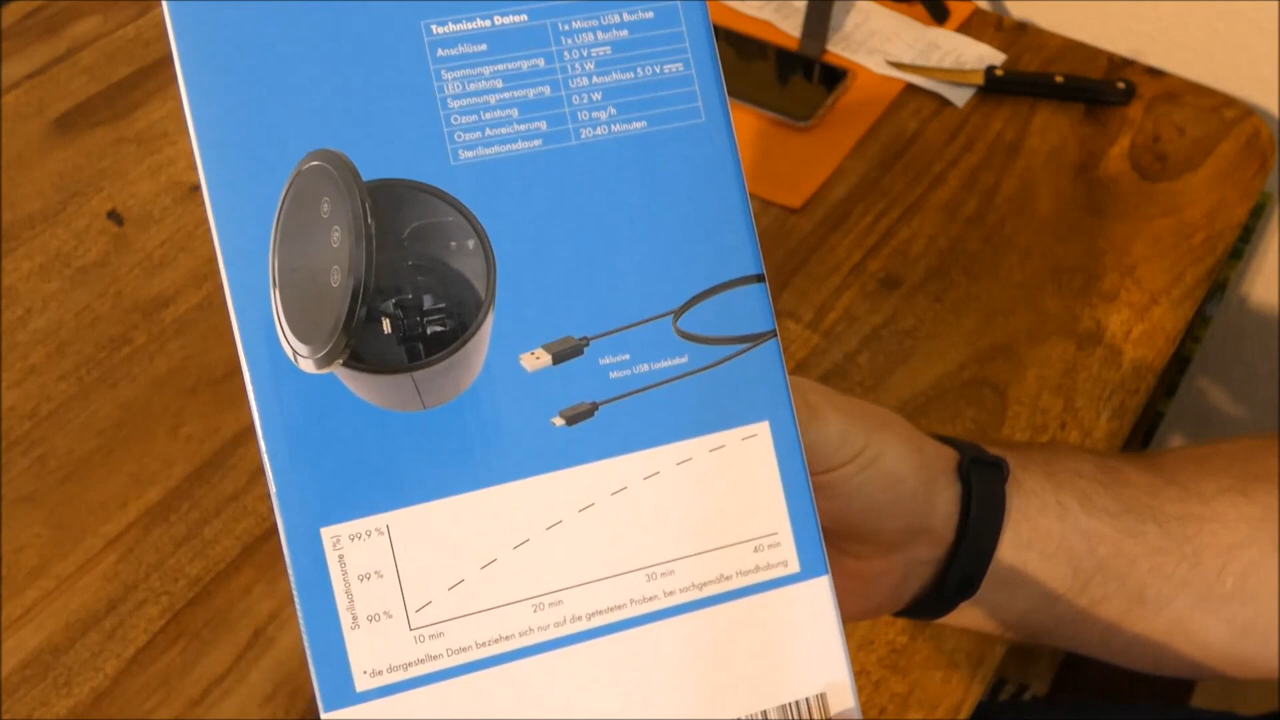 Technische Daten
Anschlüsse 1x Micro USB Buchse
1x USB Buchse
Spannungsversorgung 5.0 V
LED Leistung 1.5 W
Spannungsversorgung USB Anschluss 5.0 V
Ozon Leistung 0.2 W
Ozon Anreicherung 10 mg/h
Sterilisationsdauer 20-40 Minuten
Inklusive
Micro USB Ladekabel
Sterilisationsrate (%)
99,9 %
99 %
90 %
10 min 20 min 30 min 40 min
*die dargestellten Daten beziehen sich nur auf die getesteten Proben, bei sachgemäßer Handhabung